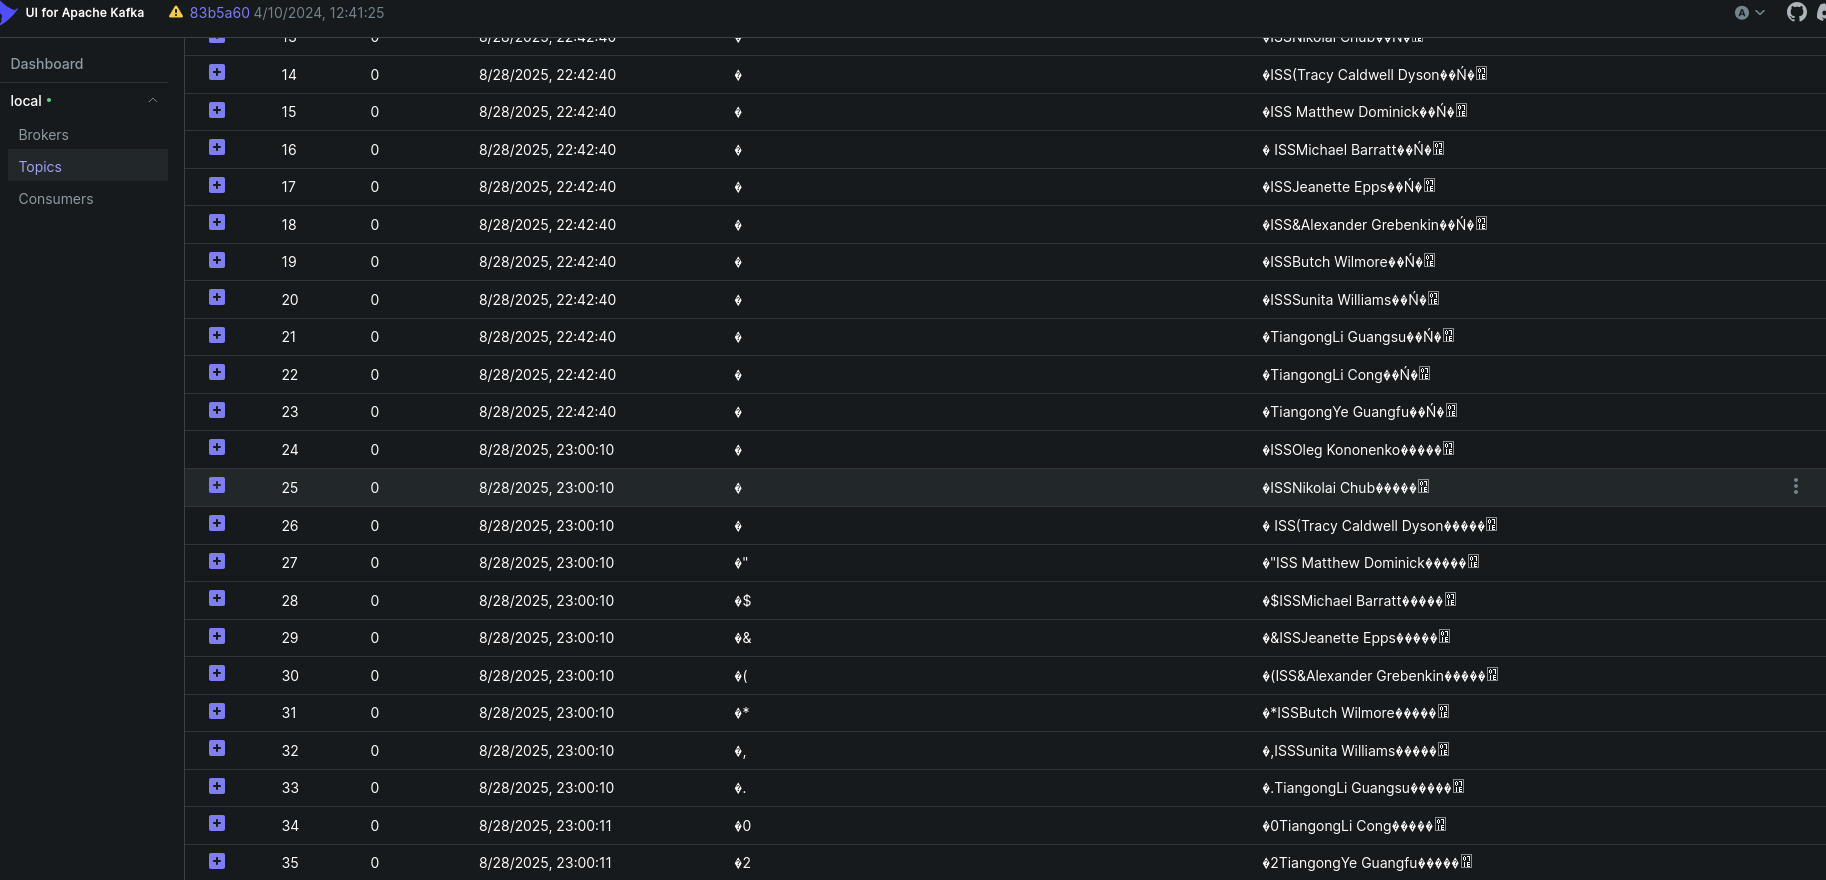 UI for Apache Kafka 83b5a60 4/10/2024, 12:41:25 A
Dashboard
local
Brokers
Topics
Consumers
13 0 8/28/2025, 22:42:40 � �ISSNikolai Chub��Ń�
14 0 8/28/2025, 22:42:40 � �ISS(Tracy Caldwell Dyson��Ń�
15 0 8/28/2025, 22:42:40 � �ISS Matthew Dominick��Ń�
16 0 8/28/2025, 22:42:40 � � ISSMichael Barratt��Ń�
17 0 8/28/2025, 22:42:40 � �ISSJeanette Epps��Ń�
18 0 8/28/2025, 22:42:40 � �ISS&Alexander Grebenkin��Ń�
19 0 8/28/2025, 22:42:40 � �ISSButch Wilmore��Ń�
20 0 8/28/2025, 22:42:40 � �ISSSunita Williams��Ń�
21 0 8/28/2025, 22:42:40 � �TiangongLi Guangsu��Ń�
22 0 8/28/2025, 22:42:40 � �TiangongLi Cong��Ń�
23 0 8/28/2025, 22:42:40 � �TiangongYe Guangfu��Ń�
24 0 8/28/2025, 23:00:10 � �ISSOleg Kononenko�����
25 0 8/28/2025, 23:00:10 � �ISSNikolai Chub�����
26 0 8/28/2025, 23:00:10 � � ISS(Tracy Caldwell Dyson�����
27 0 8/28/2025, 23:00:10 �" �"ISS Matthew Dominick�����
28 0 8/28/2025, 23:00:10 �$ �$ISSMichael Barratt�����
29 0 8/28/2025, 23:00:10 �& �&ISSJeanette Epps�����
30 0 8/28/2025, 23:00:10 �( �(ISS&Alexander Grebenkin�����
31 0 8/28/2025, 23:00:10 �* �*ISSButch Wilmore�����
32 0 8/28/2025, 23:00:10 �, �,ISSSunita Williams�����
33 0 8/28/2025, 23:00:10 �. �.TiangongLi Guangsu�����
34 0 8/28/2025, 23:00:11 �0 �0TiangongLi Cong�����
35 0 8/28/2025, 23:00:11 �2 �2TiangongYe Guangfu�����